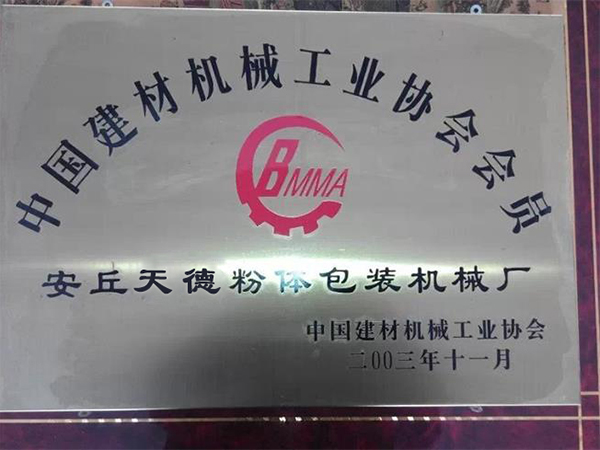 中国建材机械工业协会会员
CBMMA
安丘天德粉体包装机械厂
中国建材机械工业协会
二00三年十一月